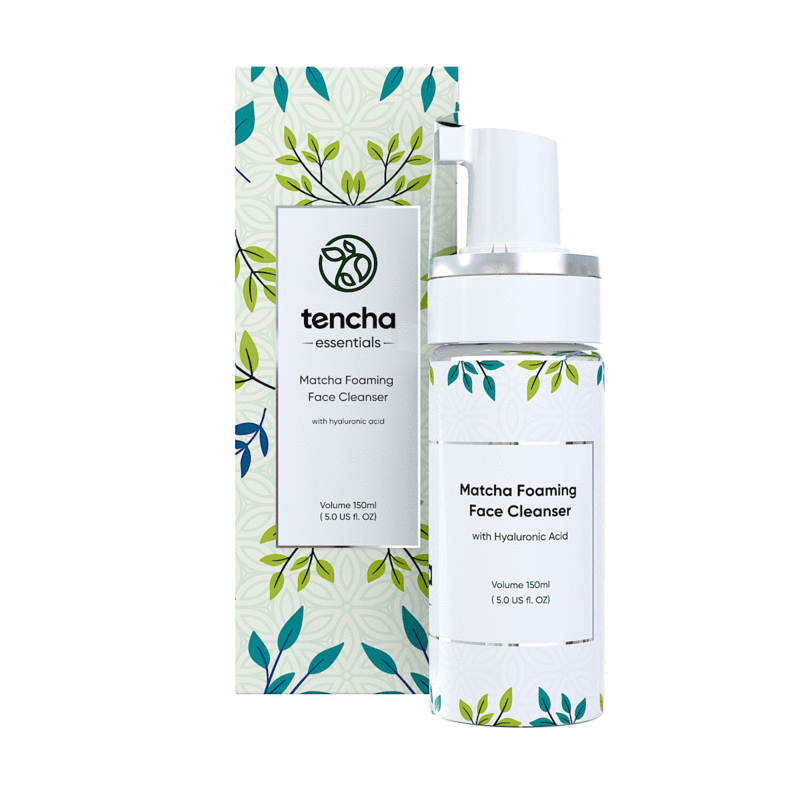 tencha
essentials
Matcha Foaming
Face Cleanser
with hyaluronic acid
Volume 150ml
( 5.0 US fl. OZ)
Matcha Foaming
Face Cleanser
with Hyaluronic Acid
Volume 150ml
( 5.0 US fl. OZ)